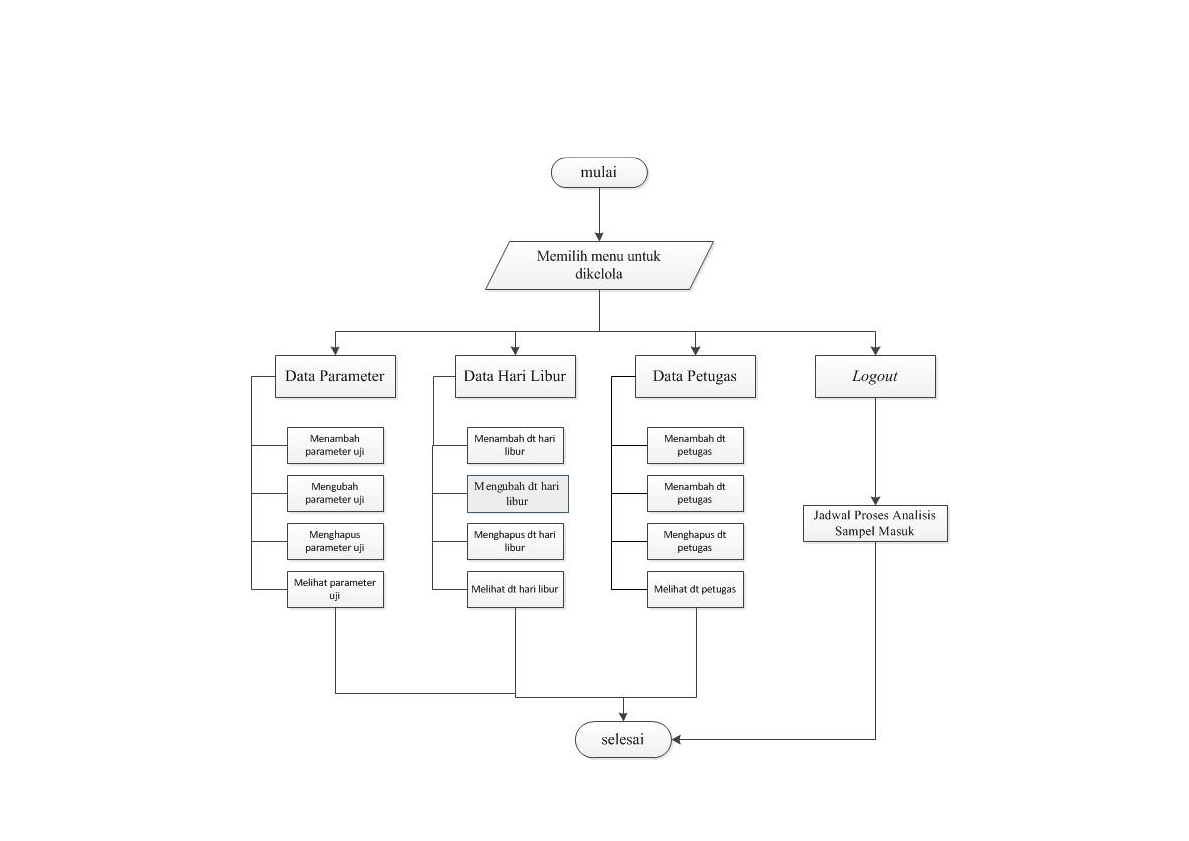 mulai
Memilih menu untuk
dikelola
Data Parameter
Data Hari Libur
Data Petugas
Logout
Menambah
parameter uji
Mengubah
parameter uji
Menghapus
parameter uji
Melihat parameter
uji
Menambah dt hari
libur
Mengubah dt hari
libur
Menghapus dt hari
libur
Melihat dt hari libur
Menambah dt
petugas
Menambah dt
petugas
Menghapus dt
petugas
Melihat dt petugas
Jadwal Proses Analisis
Sampel Masuk
selesai